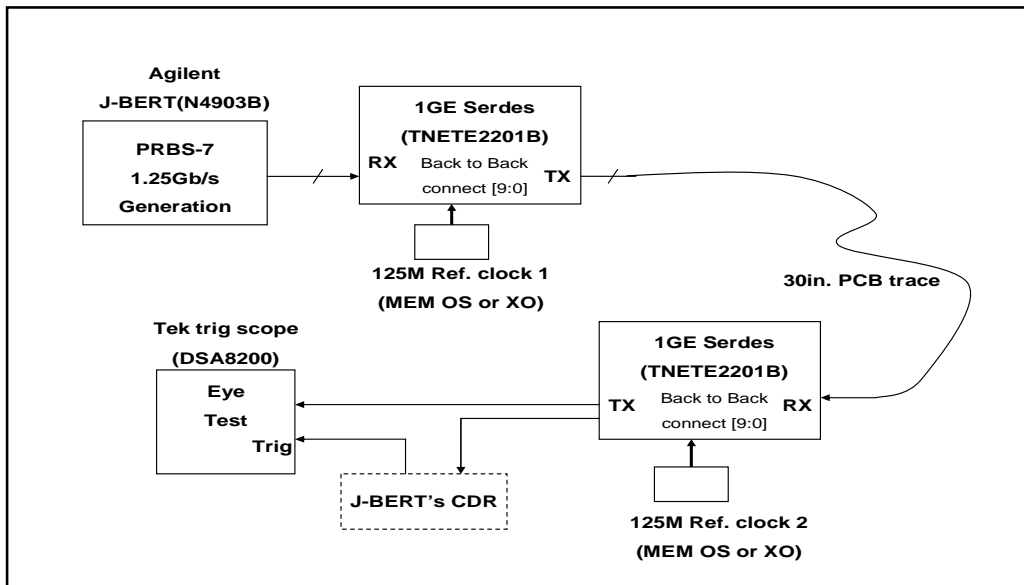 Agilent
J-BERT(N4903B)
PRBS-7
1.25Gb/s
Generation
1GE Serdes
(TNETE2201B)
RX
Back to Back
connect [9:0]
TX
125M Ref. clock 1
(MEM OS or XO)
30in. PCB trace
Tek trig scope
(DSA8200)
Eye
Test
Trig
J-BERT's CDR
1GE Serdes
(TNETE2201B)
TX
Back to Back
connect [9:0]
RX
125M Ref. clock 2
(MEM OS or XO)